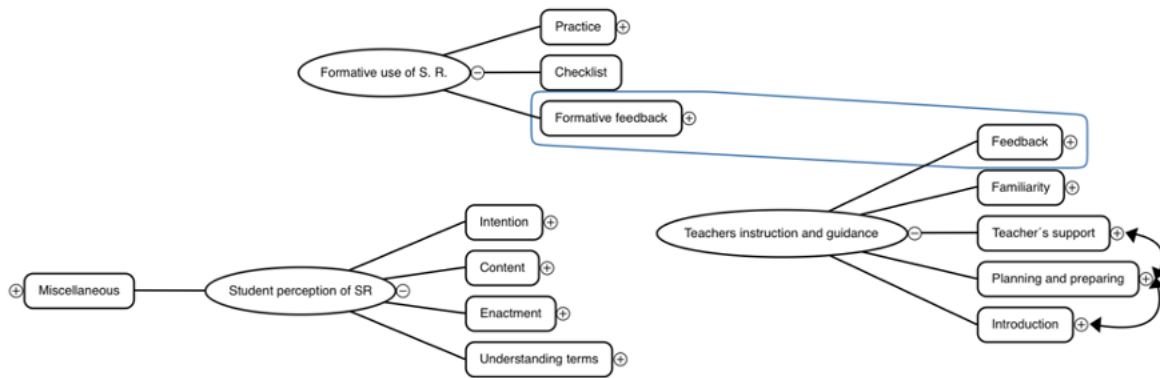 Practice
Formative use of S. R.
Checklist
Formative feedback
Feedback
Familiarity
Teachers instruction and guidance
Teacher´s support
Planning and preparing
Introduction
Intention
Content
Miscellaneous
Student perception of SR
Enactment
Understanding terms